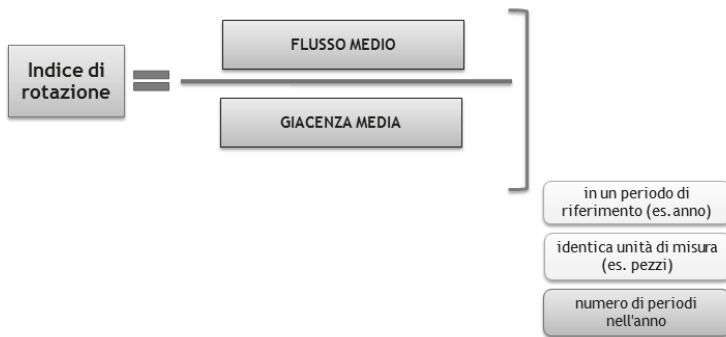 Indice di
rotazione
FLUSSO MEDIO
GIACENZA MEDIA
in un periodo di
riferimento (es. anno)
identica unità di misura
(es. pezzi)
numero di periodi
nell'anno